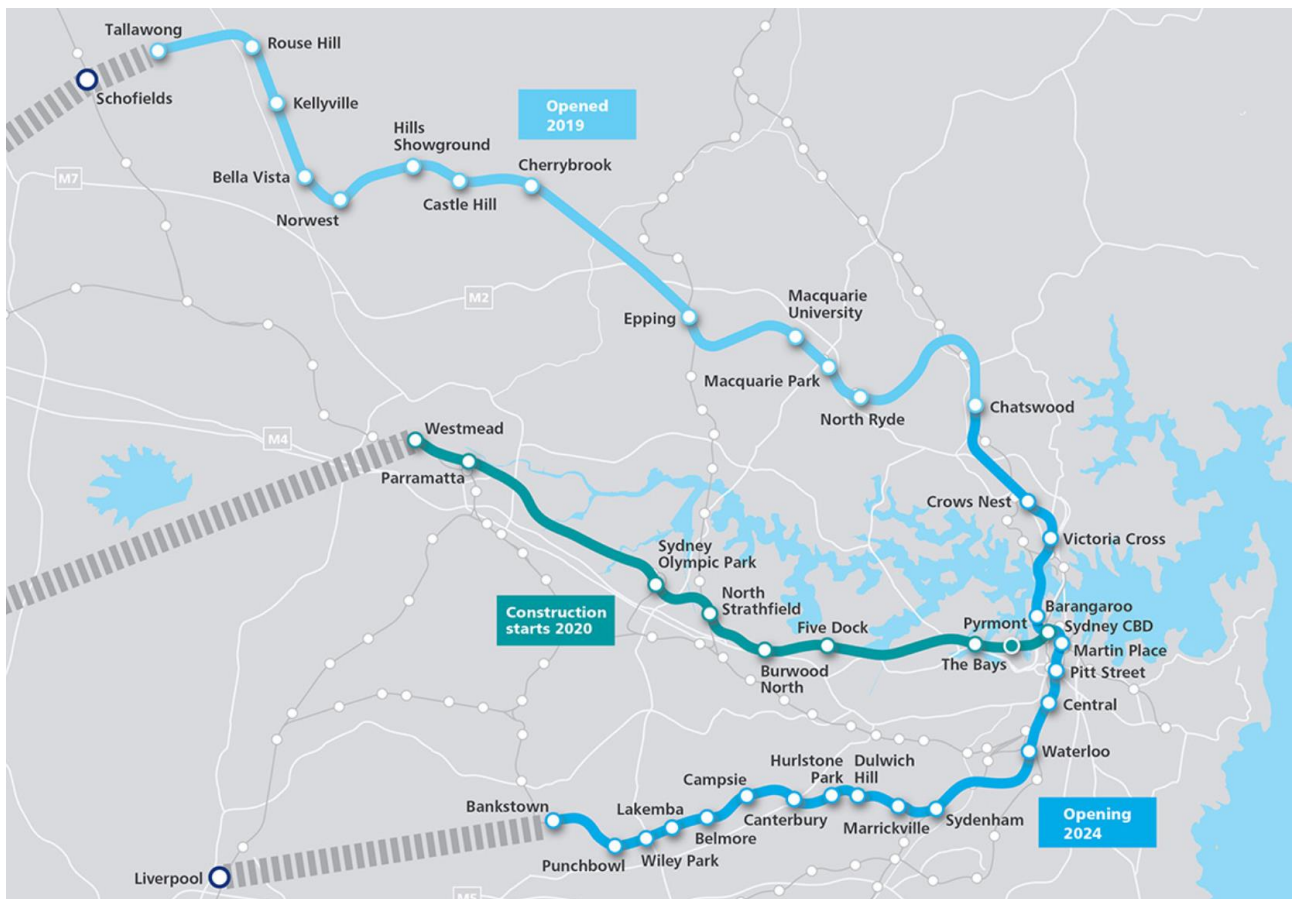 Tallawong
Rouse Hill
Schofields
Kellyville
Opened
2019
Hills
Showground
Cherrybrook
M7
Bella Vista
Castle Hill
Norwest
M2
Macquarie
University
Epping
Macquarie Park
North Ryde
Chatswood
Westmead
M4
Parramatta
Crows Nest
Victoria Cross
Sydney
Olympic Park
North
Strathfield
Construction
starts 2020
Barangaroo
Pyrmont
Sydney CBD
Five Dock
Martin Place
The Bays
Burwood
North
Pitt Street
Central
Waterloo
Hurlstone
Park
Dulwich
Hill
Campsie
Bankstown
Lakemba
Canterbury
Sydenham
Opening
2024
Marrickville
Belmore
Wiley Park
Punchbowl
Liverpool
M5